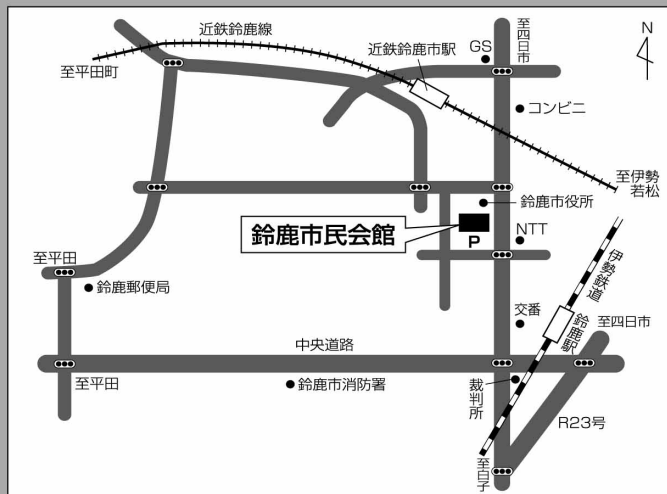 近鉄鈴鹿線
至四日市
N
GS
近鉄鈴鹿市駅
至平田町
コンビニ
至伊勢
若松
鈴鹿市役所
鈴鹿市民会館
P
NTT
至平田
鈴鹿郵便局
伊勢鉄道
交番
鈴鹿駅
至四日市
中央道路
至平田
鈴鹿市消防署
裁判所
R23号
至白子